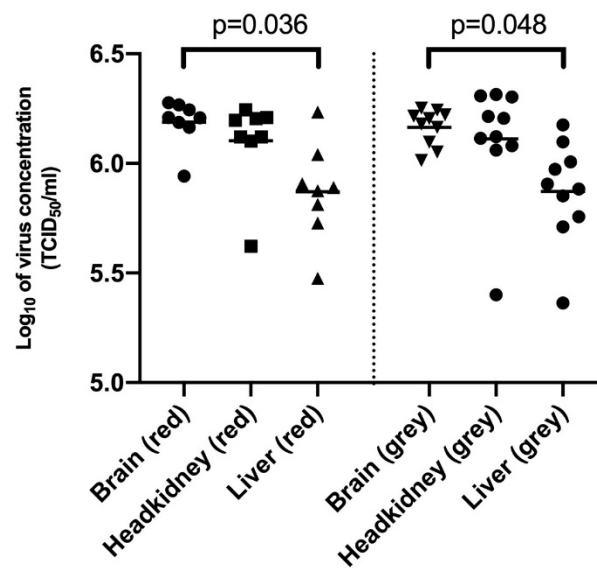 p=0.036
p=0.048
6.5
6.0
5.5
5.0
Log₁₀ of virus concentration
(TCID₅₀/ml)
Brain (red)
Headkidney (red)
Liver (red)
Brain (grey)
Headkidney (grey)
Liver (grey)